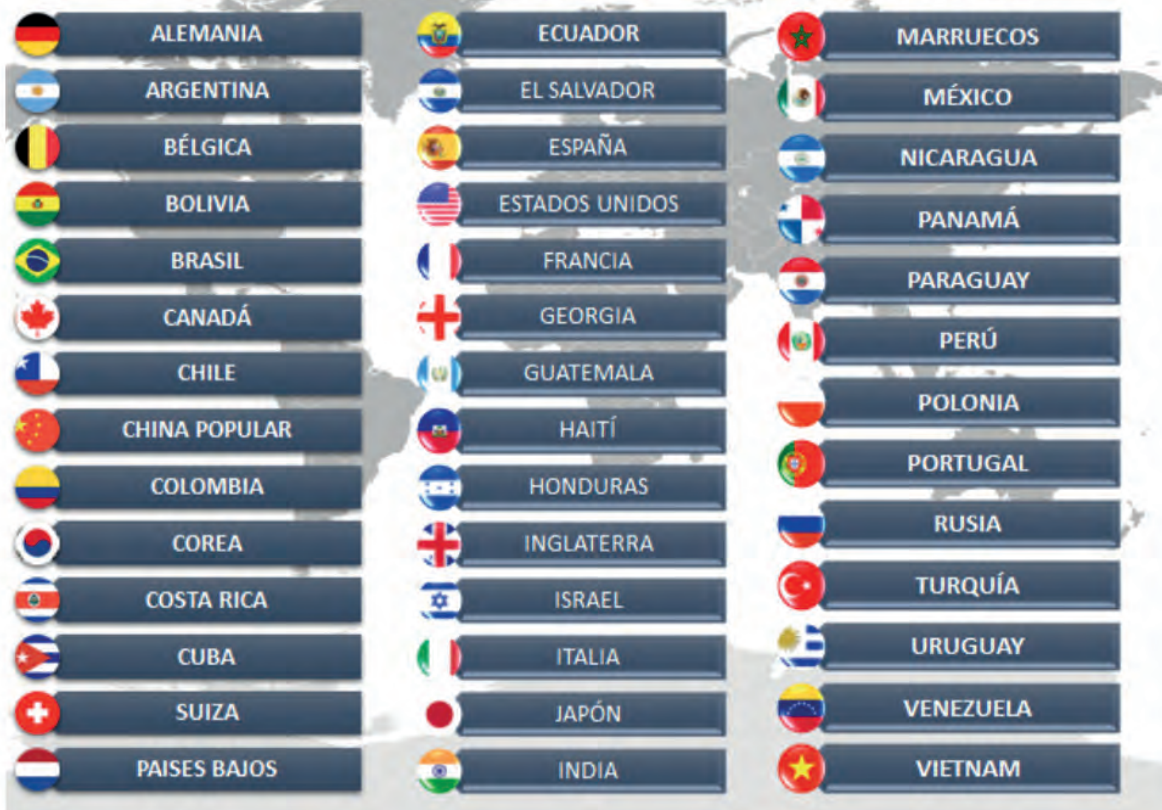 ALEMANIA
ARGENTINA
BÉLGICA
BOLIVIA
BRASIL
CANADÁ
CHILE
CHINA POPULAR
COLOMBIA
COREA
COSTA RICA
CUBA
SUIZA
PAISES BAJOS
ECUADOR
EL SALVADOR
ESPAÑA
ESTADOS UNIDOS
FRANCIA
GEORGIA
GUATEMALA
HAITÍ
HONDURAS
INGLATERRA
ISRAEL
ITALIA
JAPÓN
INDIA
MARRUECOS
MÉXICO
NICARAGUA
PANAMÁ
PARAGUAY
PERÚ
POLONIA
PORTUGAL
RUSIA
TURQUÍA
URUGUAY
VENEZUELA
VIETNAM